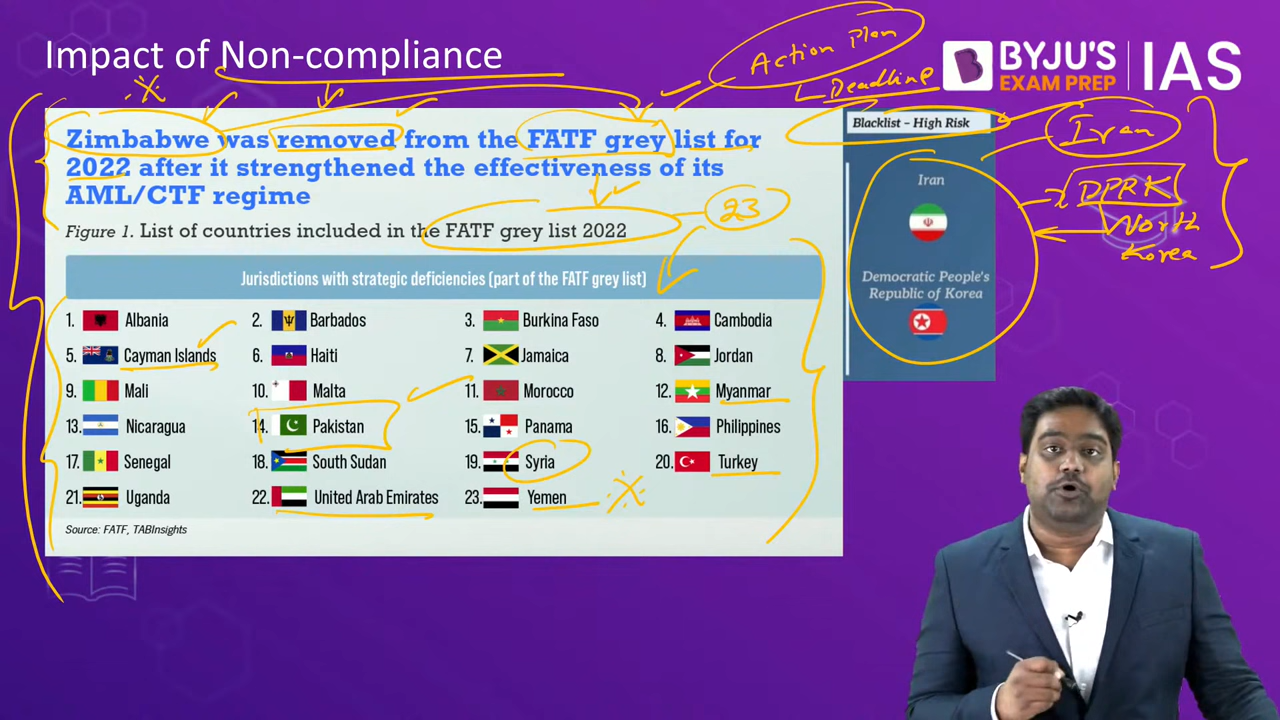 Impact of Non-compliance
Action Plan
Deadline
BYJU'S
EXAM PREP
IAS
Zimbabwe was removed from the FATF grey list for
2022 after it strengthened the effectiveness of its
AML/CTF regime
23
Figure 1. List of countries included in the FATF grey list 2022
Jurisdictions with strategic deficiencies (part of the FATF grey list)
1. Albania 2. Barbados 3. Burkina Faso 4. Cambodia
5. Cayman Islands 6. Haiti 7. Jamaica 8. Jordan
9. Mali 10. Malta 11. Morocco 12. Myanmar
13. Nicaragua 14. Pakistan 15. Panama 16. Philippines
17. Senegal 18. South Sudan 19. Syria 20. Turkey
21. Uganda 22. United Arab Emirates 23. Yemen
Source: FATF, TABInsights
Blacklist – High Risk
Iran
Democratic People's
Republic of Korea
Iran
DPRK
North
Korea